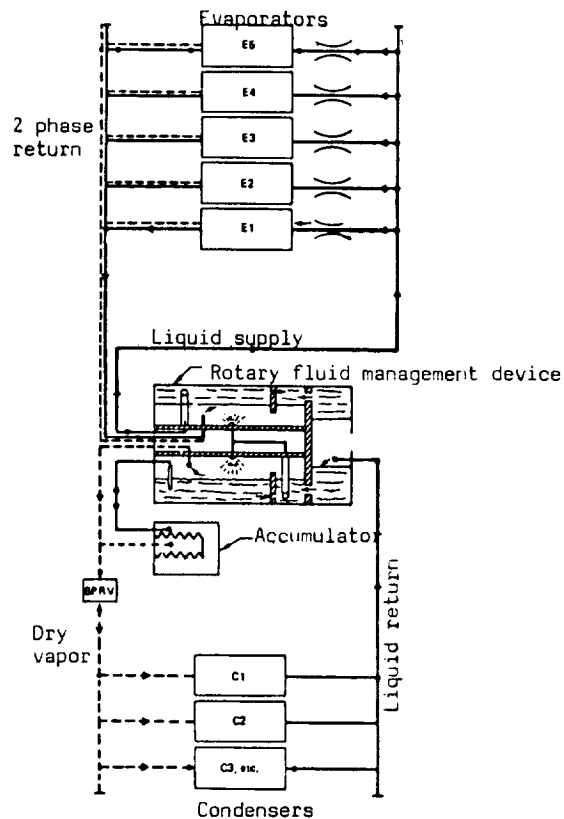 Evaporators
E5
E4
2 phase
return
E3
E2
E1
Liquid supply
Rotary fluid management device
Accumulator
BPRV
Dry
vapor
Liquid return
C1
C2
C3, etc.
Condensers